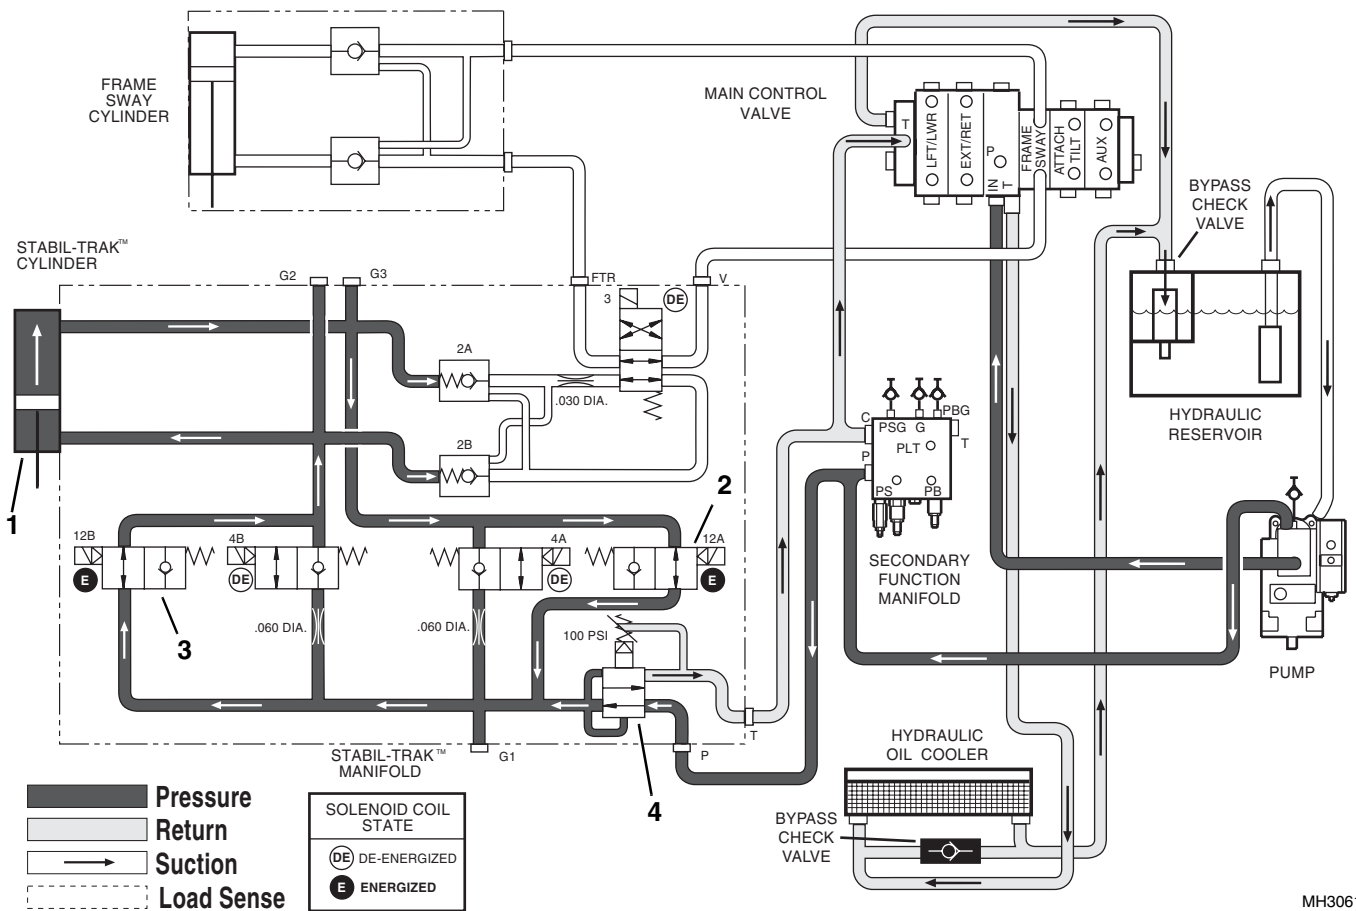 FRAME
SWAY
CYLINDER
MAIN CONTROL
VALVE
T
LFT/LWR
EXT/RET
P
IN
T
FRAME
SWAY
ATTACH
TILT
AUX
BYPASS
CHECK
VALVE
STABIL-TRAK™
CYLINDER
G2
G3
FTR
V
3
DE
2A
.030 DIA.
2B
1
2
C
P
PSG
G
PBG
T
PLT
PS
PB
HYDRAULIC
RESERVOIR
12B
E
4B
DE
4A
DE
12A
E
SECONDARY
FUNCTION
MANIFOLD
3
.060 DIA.
.060 DIA.
100 PSI
PUMP
T
STABIL-TRAK™
MANIFOLD
G1
P
4
HYDRAULIC
OIL COOLER
BYPASS
CHECK
VALVE
Pressure
Return
Suction
Load Sense
SOLENOID COIL
STATE
DE DE-ENERGIZED
E ENERGIZED